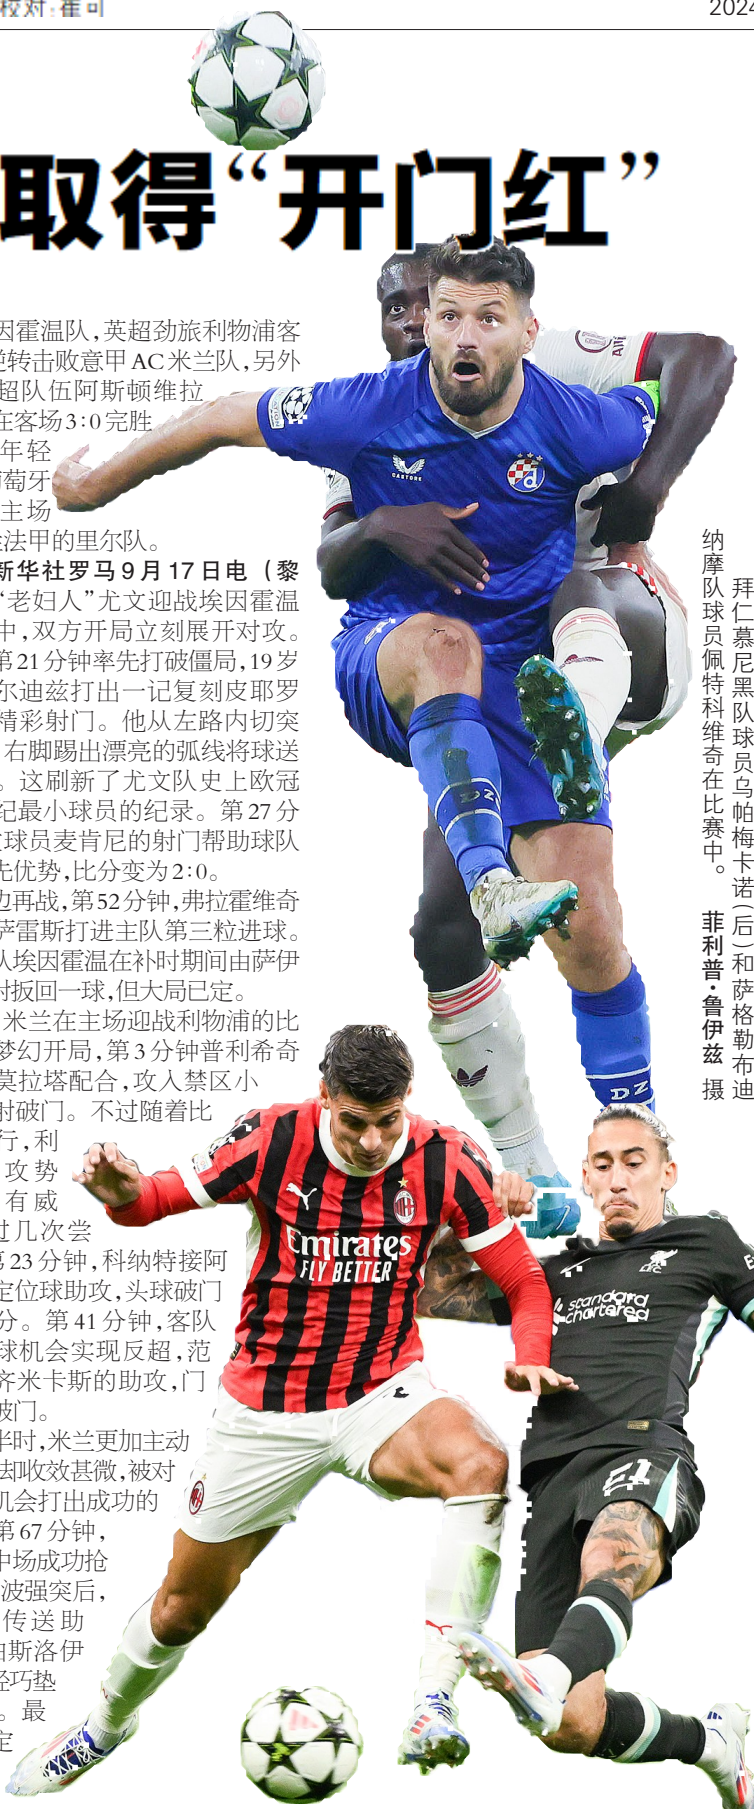 校对:崔可
2024
取得“开门红”
因霍温队,英超劲旅利物浦客
逆转击败意甲AC米兰队,另外
超队伍阿斯顿维拉
在客场3:0完胜
年轻
葡萄牙
主场
法甲的里尔队。
新华社罗马9月17日电(黎
“老妇人”尤文迎战埃因霍温
中,双方开局立刻展开对攻。
第21分钟率先打破僵局,19岁
尔迪兹打出一记复刻皮耶罗
精彩射门。他从左路内切突
右脚踢出漂亮的弧线将球送
。这刷新了尤文队史上欧冠
纪最小球员的纪录。第27分
球员麦肯尼的射门帮助球队
先优势,比分变为2:0。
边再战,第52分钟,弗拉霍维奇
萨雷斯打进主队第三粒进球。
队埃因霍温在补时期间由萨伊
射扳回一球,但大局已定。
米兰在主场迎战利物浦的比
梦幻开局,第3分钟普利希奇
莫拉塔配合,攻入禁区小
射破门。不过随着比
行,利
攻势
有威
过几次尝
第23分钟,科纳特接阿
定位球助攻,头球破门
分。第41分钟,客队
球机会实现反超,范
齐米卡斯的助攻,门
破门。
半时,米兰更加主动
却收效甚微,被对
机会打出成功的
第67分钟,
中场成功抢
波强突后,
传送助
斯洛伊
轻巧垫
。最
定
拜仁慕尼黑队球员乌帕梅卡诺(后)和萨格勒布迪
纳摩队球员佩特科维奇在比赛中。 菲利普·鲁伊兹 摄
CASTORE
DZ
DZ
Emirates
FLY BETTER
LFC
standard
chartered